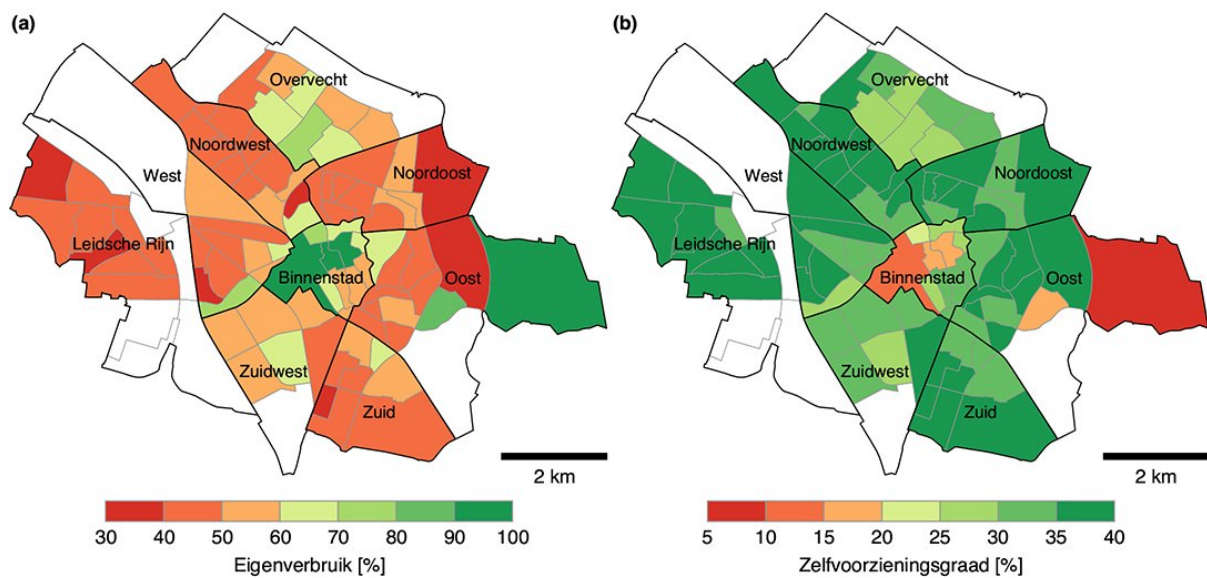 (a)
Overvecht
Noordwest
Noordoost
West
Leidsche Rijn
Binnenstad
Oost
Zuidwest
Zuid
2 km
30 40 50 60 70 80 90 100
Eigenverbruik [%]
(b)
Overvecht
Noordwest
Noordoost
West
Leidsche Rijn
Binnenstad
Oost
Zuidwest
Zuid
2 km
5 10 15 20 25 30 35 40
Zelfvoorzieningsgraad [%]